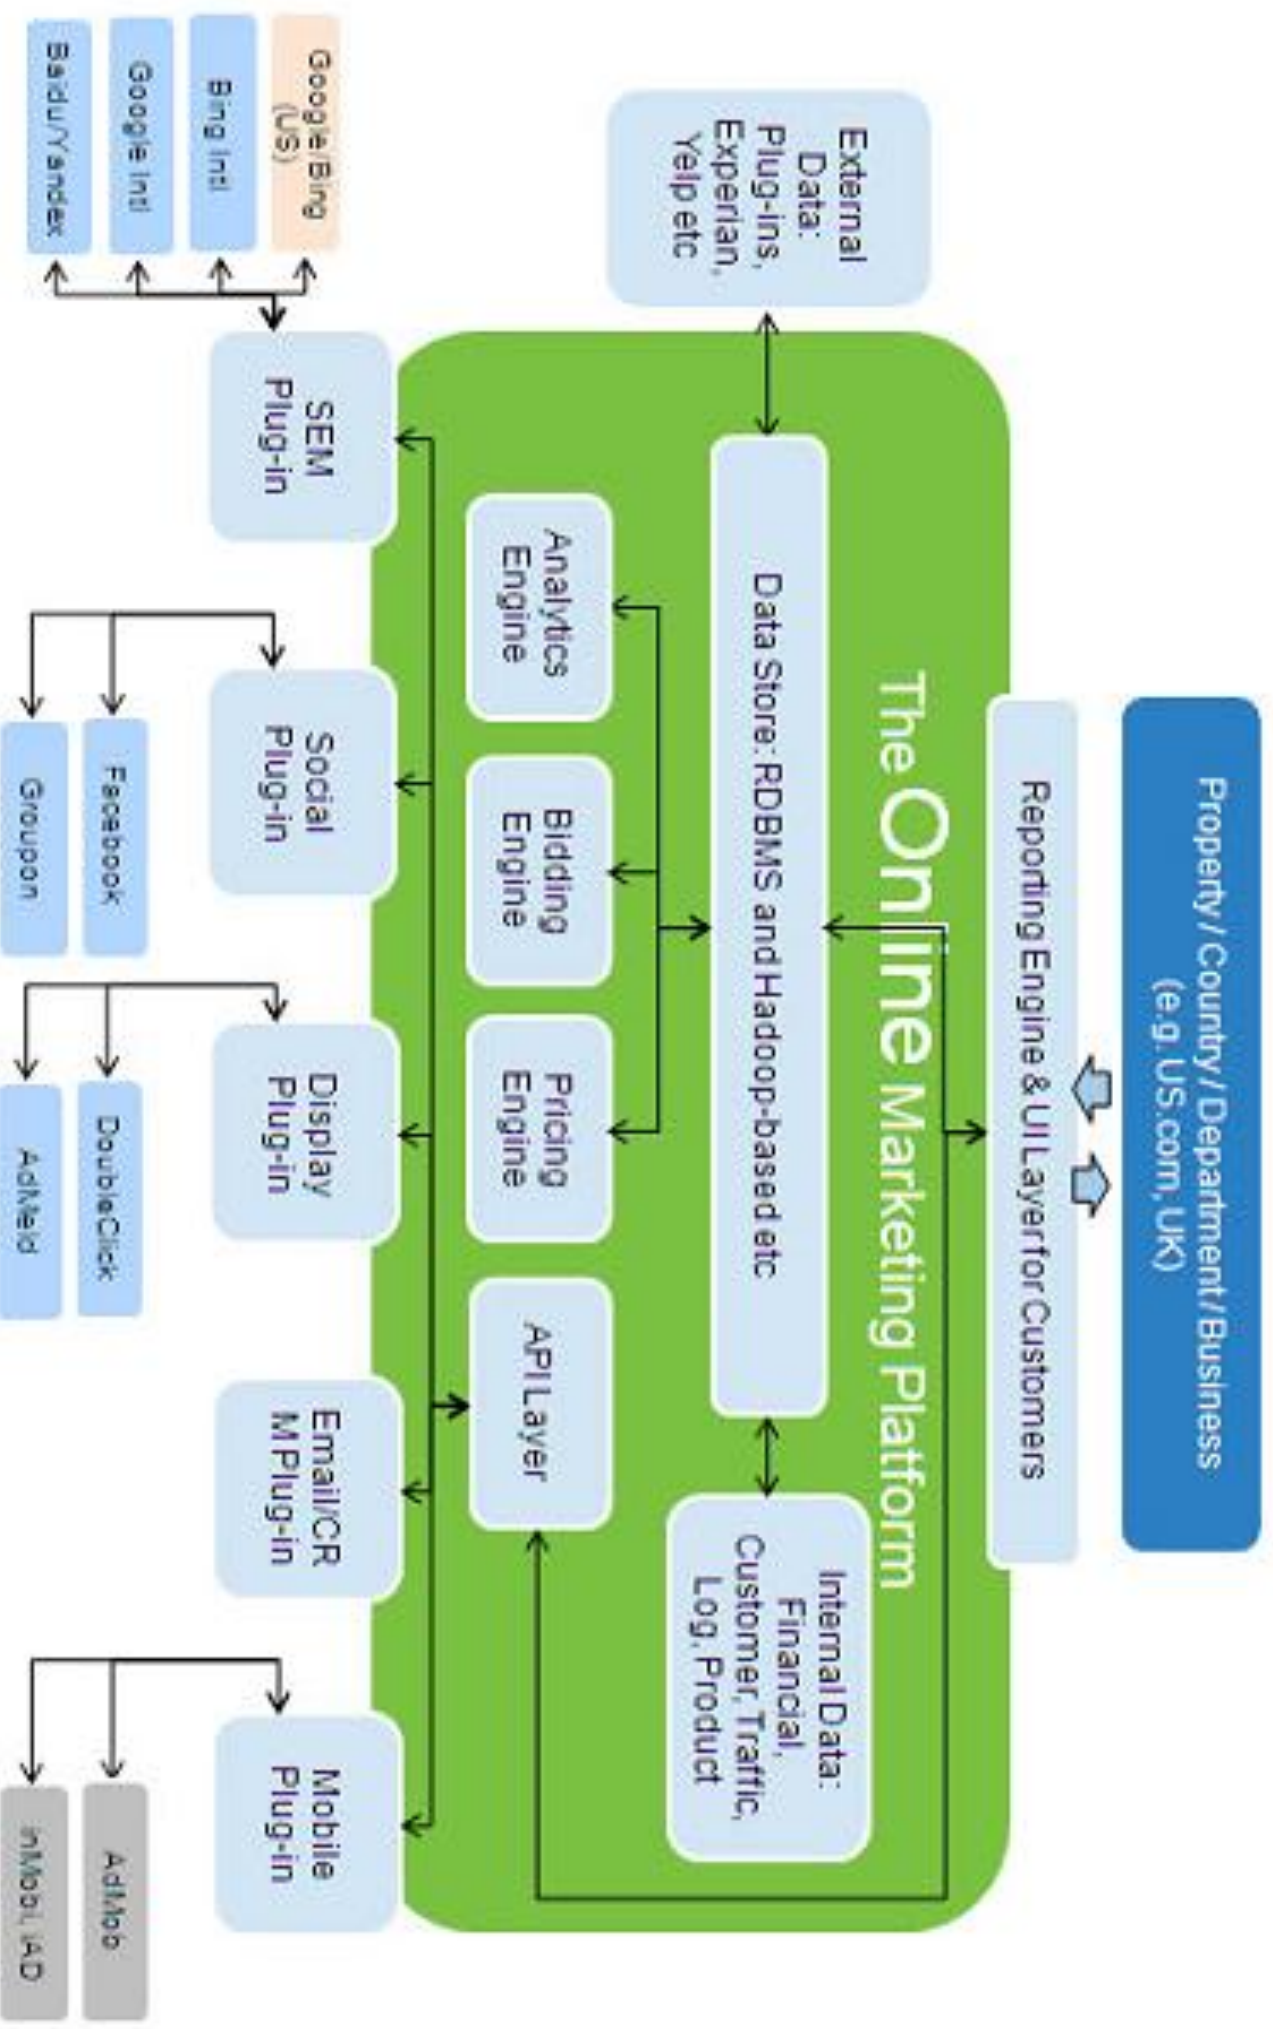 Property / Country / Department / Business
(e.g. US.com, UK)
Reporting Engine & UI Layer for Customers
The Online Marketing Platform
External
Data:
Plug-ins,
Experian,
Yelp etc
Data Store: RDBMS and Hadoop-based etc
Internal Data:
Financial,
Customer, Traffic,
Log, Product
Analytics
Engine
Bidding
Engine
Pricing
Engine
API Layer
SEM
Plug-in
Social
Plug-in
Display
Plug-in
Email/CR
M Plug-in
Mobile
Plug-in
Google/Bing
(US)
Bing Intl
Google Intl
Baidu/Yandex
Facebook
Groupon
DoubleClick
AdMeld
AdMob
InMobi, iAD